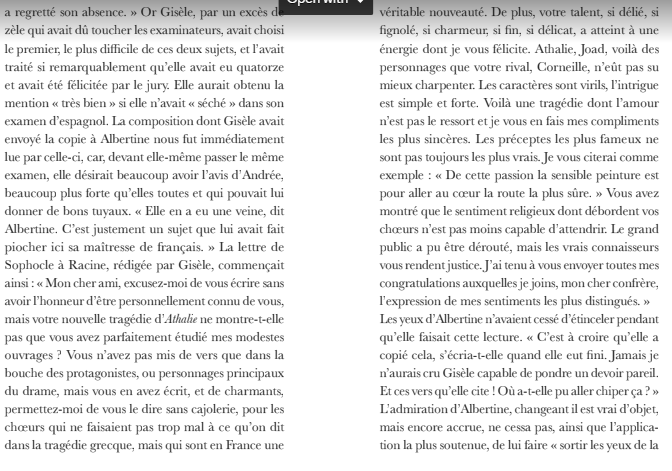 a regretté son absence. » Or Gisèle, par un excès de
zèle qui avait dû toucher les examinateurs, avait choisi
le premier, le plus difficile de ces deux sujets, et l'avait
traité si remarquablement qu'elle avait eu quatorze
et avait été félicitée par le jury. Elle aurait obtenu la
mention « très bien » si elle n'avait « séché » dans son
examen d'espagnol. La composition dont Gisèle avait
envoyé la copie à Albertine nous fut immédiatement
lue par celle-ci, car, devant elle-même passer le même
examen, elle désirait beaucoup avoir l'avis d'Andrée,
beaucoup plus forte qu'elles toutes et qui pouvait lui
donner de bons tuyaux. « Elle en a eu une veine, dit
Albertine. C'est justement un sujet que lui avait fait
piocher ici sa maîtresse de français. » La lettre de
Sophocle à Racine, rédigée par Gisèle, commençait
ainsi : « Mon cher ami, excusez-moi de vous écrire sans
avoir l'honneur d'être personnellement connu de vous,
mais votre nouvelle tragédie d'Athalie ne montre-t-elle
pas que vous avez parfaitement étudié mes modestes
ouvrages ? Vous n'avez pas mis de vers que dans la
bouche des protagonistes, ou personnages principaux
du drame, mais vous en avez écrit, et de charmants,
permettez-moi de vous le dire sans cajolerie, pour les
chœurs qui ne faisaient pas trop mal à ce qu'on dit
dans la tragédie grecque, mais qui sont en France une
Open with
véritable nouveauté. De plus, votre talent, si délié, si
fignolé, si charmeur, si fin, si délicat, a atteint à une
énergie dont je vous félicite. Athalie, Joad, voilà des
personnages que votre rival, Corneille, n'eût pas su
mieux charpenter. Les caractères sont virils, l'intrigue
est simple et forte. Voilà une tragédie dont l'amour
n'est pas le ressort et je vous en fais mes compliments
les plus sincères. Les préceptes les plus fameux ne
sont pas toujours les plus vrais. Je vous citerai comme
exemple : « De cette passion la sensible peinture est
pour aller au cœur la route la plus sûre. » Vous avez
montré que le sentiment religieux dont débordent vos
chœurs n'est pas moins capable d'attendrir. Le grand
public a pu être dérouté, mais les vrais connaisseurs
vous rendent justice. J'ai tenu à vous envoyer toutes mes
congratulations auxquelles je joins, mon cher confrère,
l'expression de mes sentiments les plus distingués. »
Les yeux d'Albertine n'avaient cessé d'étinceler pendant
qu'elle faisait cette lecture. « C'est à croire qu'elle a
copié cela, s'écria-t-elle quand elle eut fini. Jamais je
n'aurais cru Gisèle capable de pondre un devoir pareil.
Et ces vers qu'elle cite ! Où a-t-elle pu aller chiper ça ? »
L'admiration d'Albertine, changeant il est vrai d'objet,
mais encore accrue, ne cessa pas, ainsi que l'applica-
tion la plus soutenue, de lui faire « sortir les yeux de la